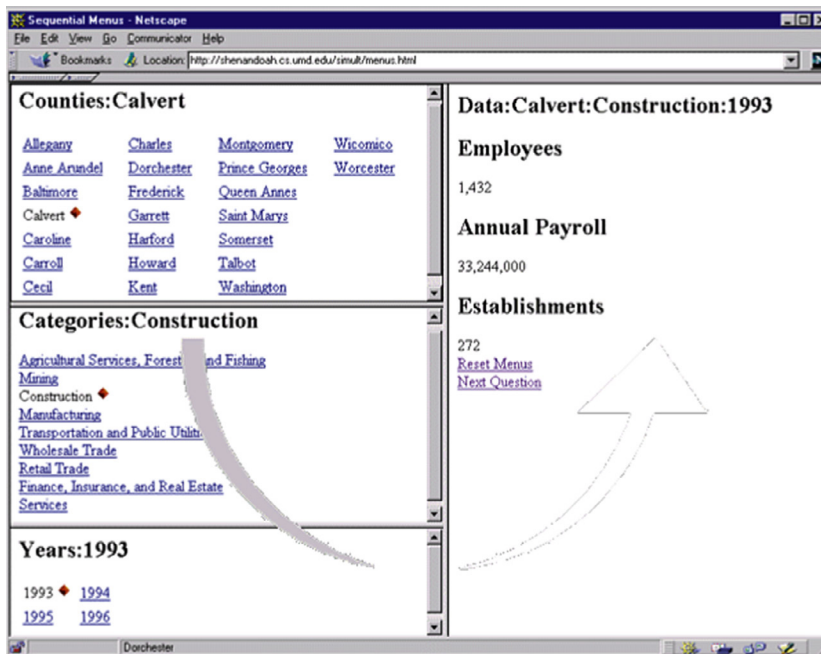 Sequential Menus - Netscape
File Edit View Go Communicator Help
Bookmarks Location: http://shenandoah.cs.umd.edu/simult/menus.html
Counties:Calvert
Allegany Charles Montgomery Wicomico
Anne Arundel Dorchester Prince Georges Worcester
Baltimore Frederick Queen Annes
Calvert Garrett Saint Marys
Caroline Harford Somerset
Carroll Howard Talbot
Cecil Kent Washington
Categories:Construction
Agricultural Services, and Fishing
Mining
Construction
Manufacturing
Transportation and Public
Wholesale Trade
Retail Trade
Finance, Insurance, and Real Estate
Services
Years:1993
1993 1994
1995 1996
Data:Calvert:Construction:1993
Employees
1,432
Annual Payroll
33,244,000
Establishments
272
Reset Menus
Next Question
Dorchester